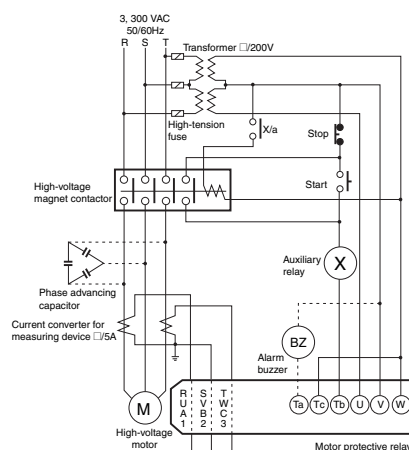 3, 300 VAC
50/60Hz
R S T
Transformer □/200V
High-tension
fuse
X/a
Stop
Start
High-voltage
magnet contactor
Auxiliary
relay
X
Phase advancing
capacitor
Current converter for
measuring device □/5A
BZ
Alarm
buzzer
R S T
U V W
A B C
1 2 3
Ta Tc Tb U V W
M
High-voltage
motor
Motor protective relay